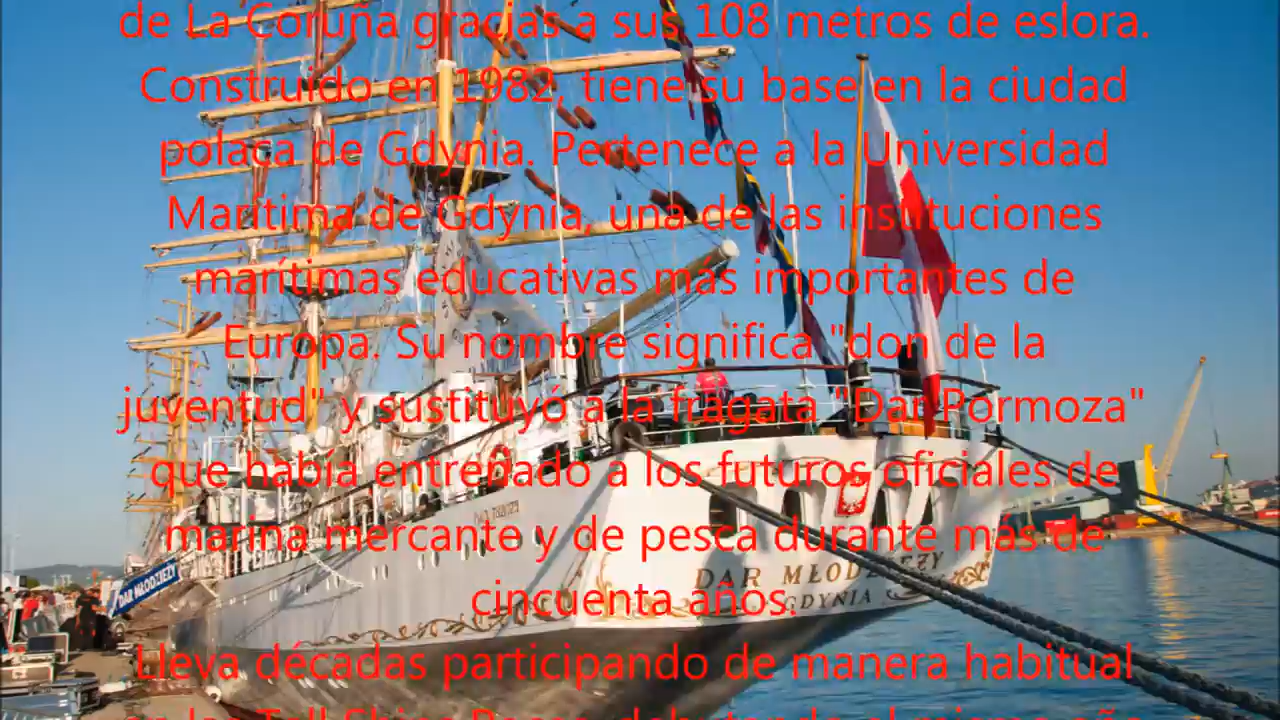 de La Coruña gracias a sus 108 metros de eslora.
Construido en 1982, tiene su base en la ciudad
polaca de Gdynia. Pertenece a la Universidad
Marítima de Gdynia, una de las instituciones
marítimas educativas más importantes de
Europa. Su nombre significa "don de la
juventud" y sustituyó a la fragata "Dar Pormoza"
que había entrenado a los futuros oficiales de
marina mercante y de pesca durante más de
cincuenta años.
Lleva décadas participando de manera habitual
DAR MŁODZIEŻY
GDYNIA
DAR MŁODZIEŻY